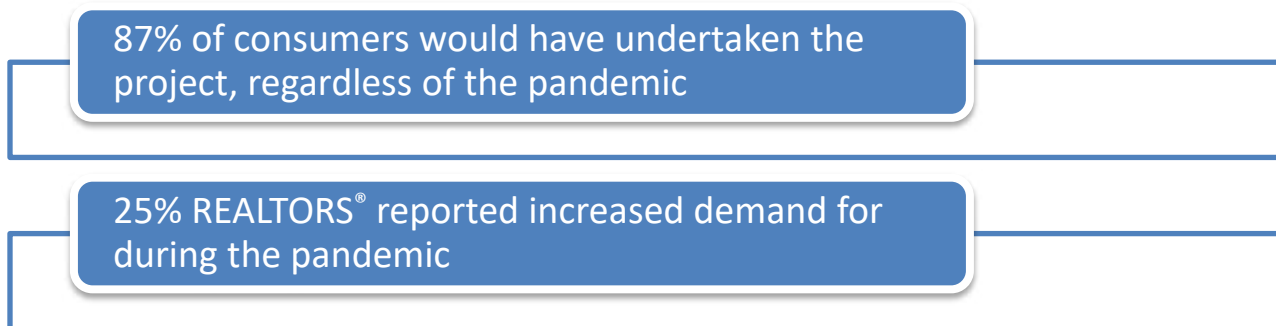 87% of consumers would have undertaken the
project, regardless of the pandemic
25% REALTORS® reported increased demand for
during the pandemic